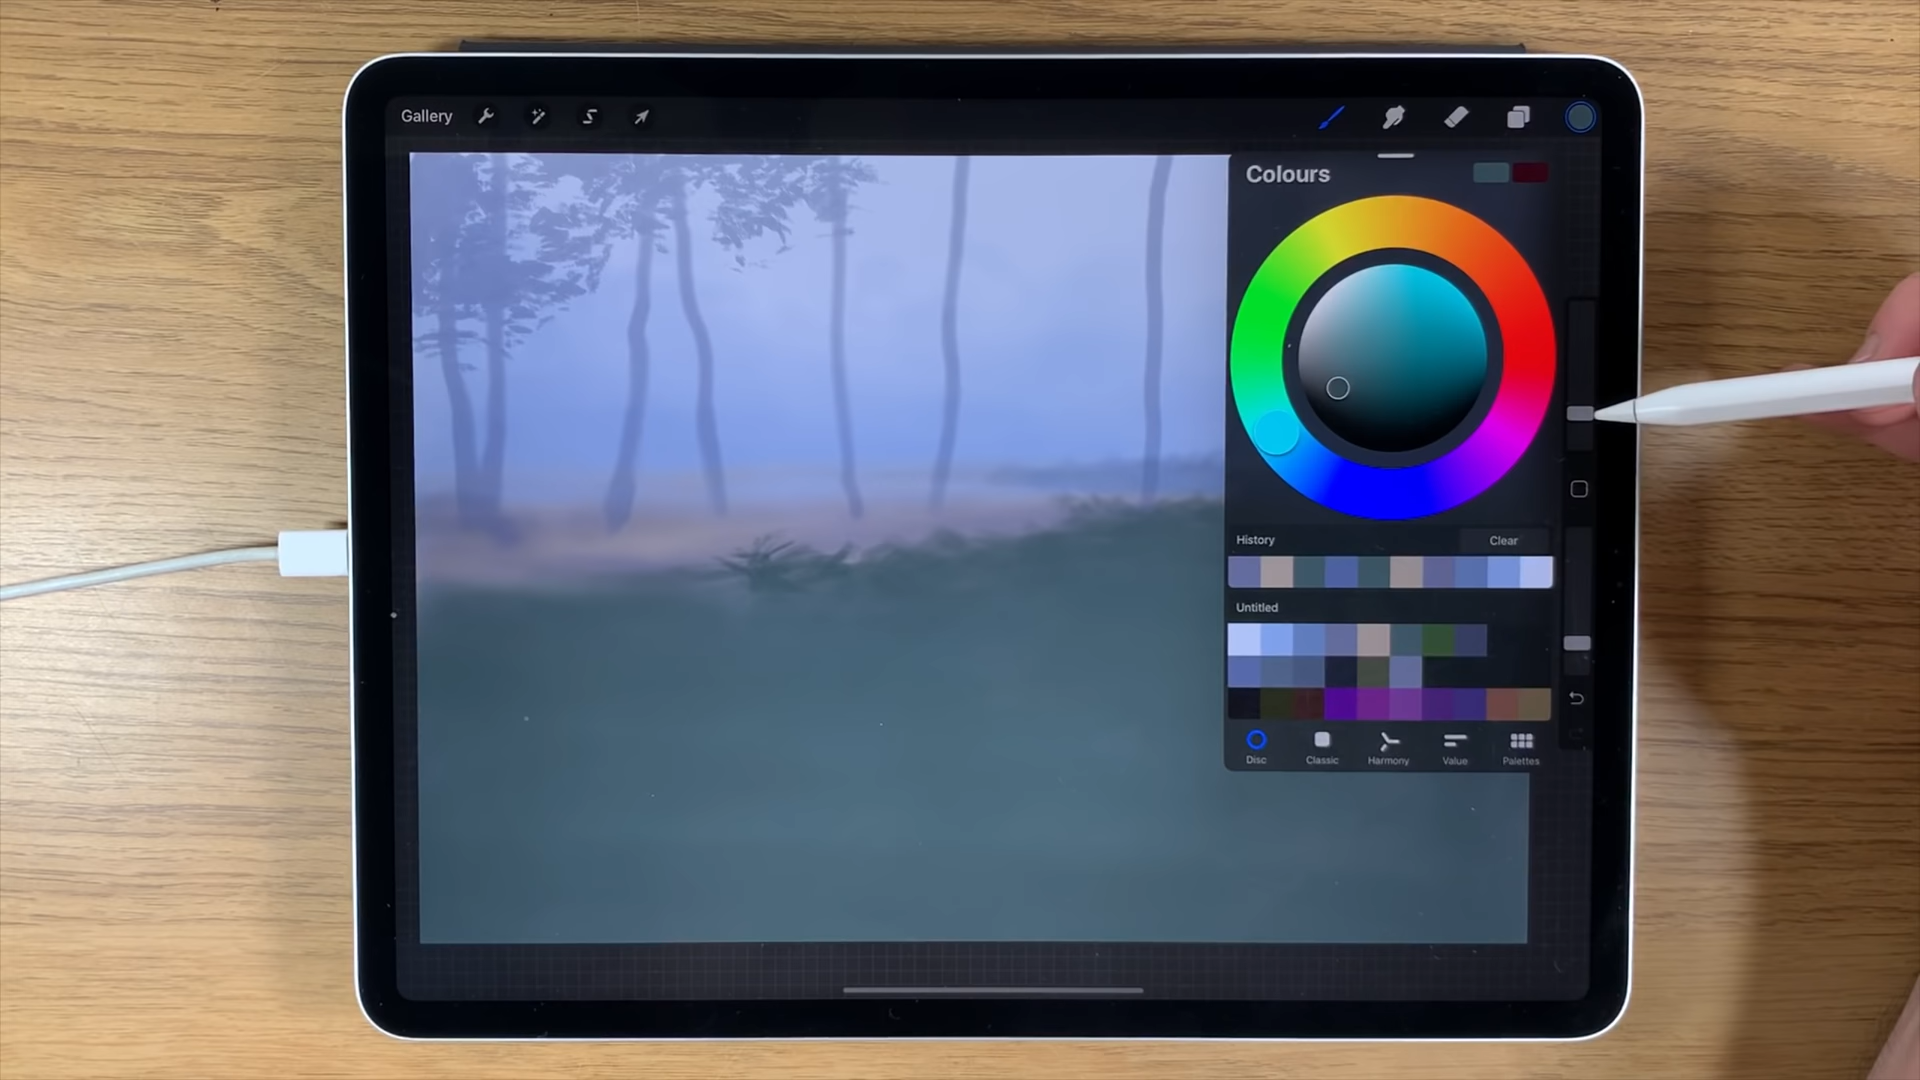 Gallery
Colours
History
Clear
Untitled
Disc
Classic
Harmony
Value
Palettes